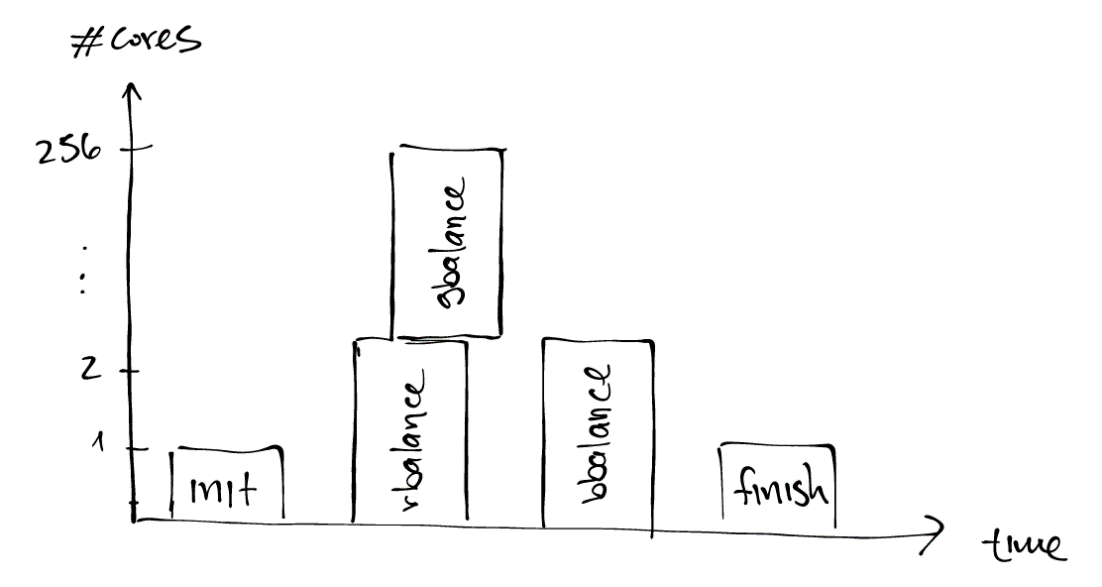 #cores
256
:
gbalance
2
rbalance
bbalance
1
init
finish
time